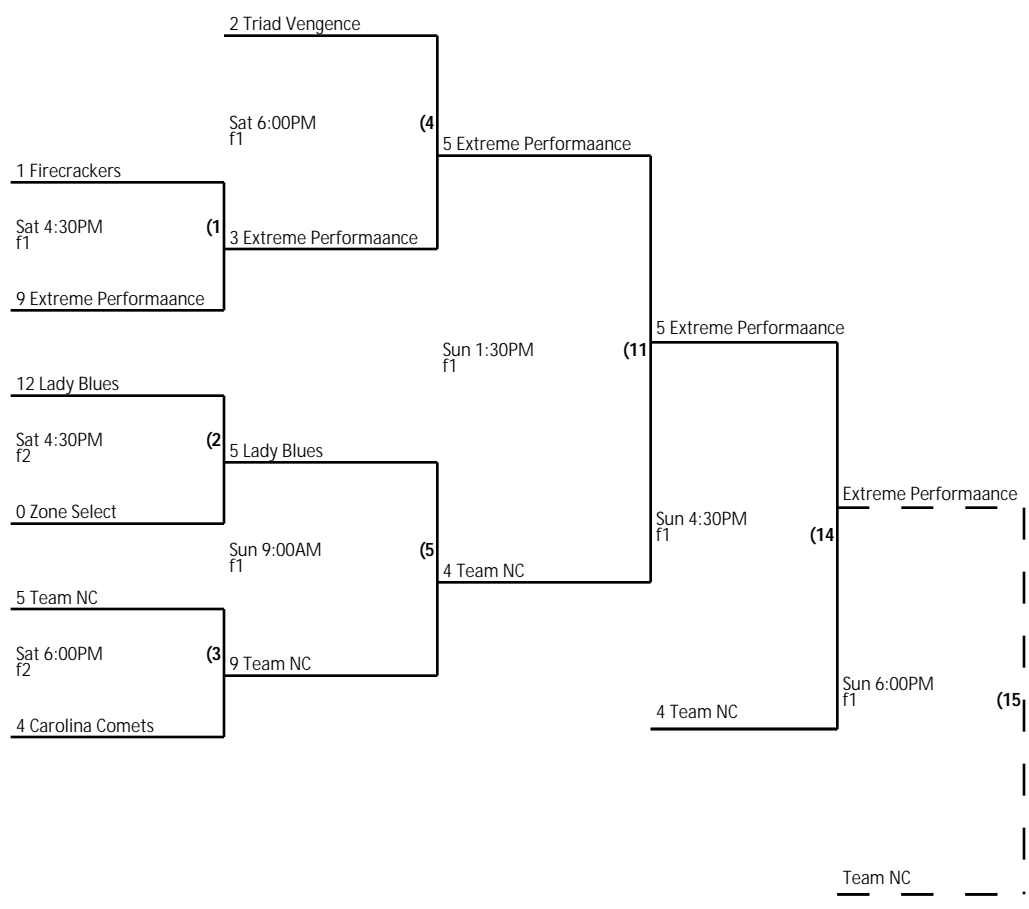 2 Triad Vengence
Sat 6:00PM
f1
(4
5 Extreme Performaance
1 Firecrackers
Sat 4:30PM
f1
(1
3 Extreme Performaance
9 Extreme Performaance
Sun 1:30PM
f1
(11
5 Extreme Performaance
12 Lady Blues
Sat 4:30PM
f2
(2
5 Lady Blues
0 Zone Select
Sun 9:00AM
f1
(5
4 Team NC
5 Team NC
Sat 6:00PM
f2
(3
9 Team NC
4 Carolina Comets
Sun 4:30PM
f1
(14
Extreme Performaance
4 Team NC
Sun 6:00PM
f1
(15
Team NC